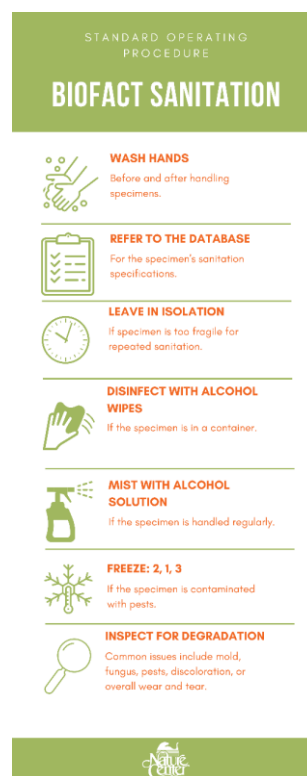 STANDARD OPERATING
PROCEDURE
BIOFACT SANITATION
WASH HANDS
Before and after handling
specimens.
REFER TO THE DATABASE
For the specimen's sanitation
specifications.
LEAVE IN ISOLATION
If specimen is too fragile for
repeated sanitation.
DISINFECT WITH ALCOHOL
WIPES
If the specimen is in a container.
MIST WITH ALCOHOL
SOLUTION
If the specimen is handled regularly.
FREEZE: 2, 1, 3
If the specimen is contaminated
with pests.
INSPECT FOR DEGRADATION
Common issues include mold,
fungus, pests, discoloration, or
overall wear and tear.
Nature
Center